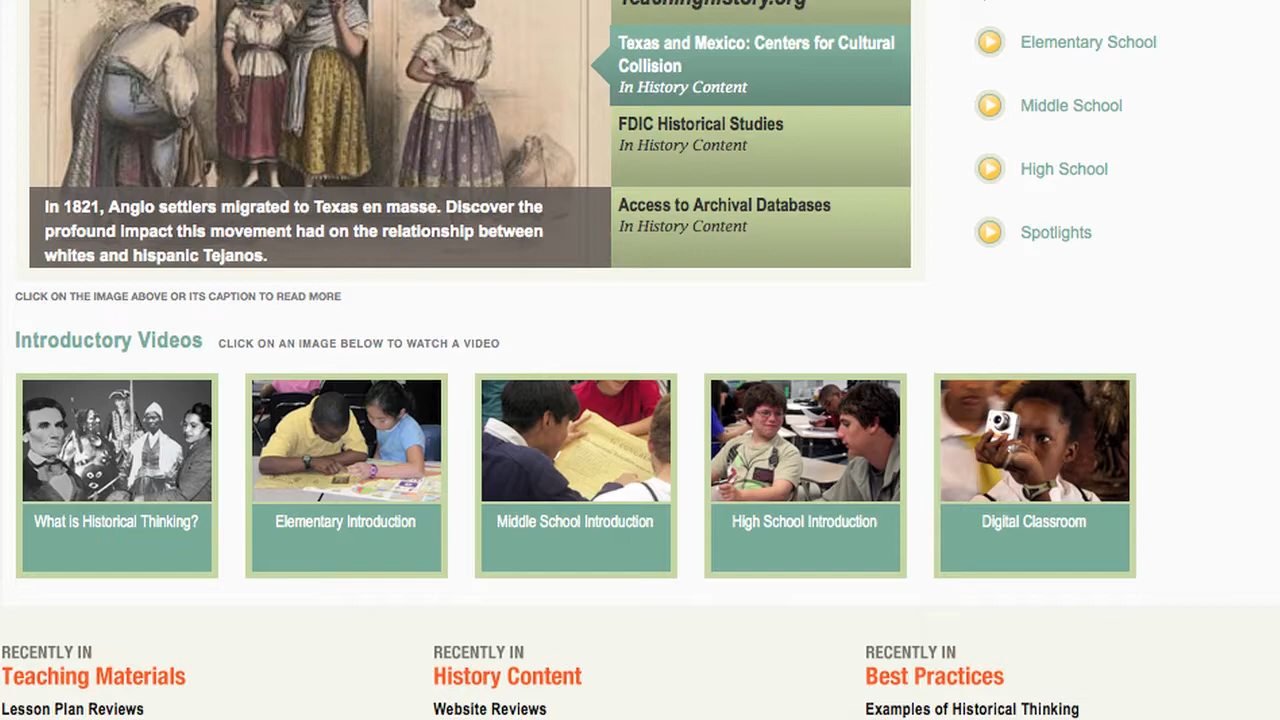 Teachinghistory.org
Texas and Mexico: Centers for Cultural
Collision
In History Content
FDIC Historical Studies
In History Content
Access to Archival Databases
In History Content
In 1821, Anglo settlers migrated to Texas en masse. Discover the
profound impact this movement had on the relationship between
whites and hispanic Tejanos.
CLICK ON THE IMAGE ABOVE OR ITS CAPTION TO READ MORE
Elementary School
Middle School
High School
Spotlights
Introductory Videos CLICK ON AN IMAGE BELOW TO WATCH A VIDEO
What is Historical Thinking?
Elementary Introduction
Middle School Introduction
High School Introduction
Digital Classroom
RECENTLY IN
Teaching Materials
Lesson Plan Reviews
RECENTLY IN
History Content
Website Reviews
RECENTLY IN
Best Practices
Examples of Historical Thinking